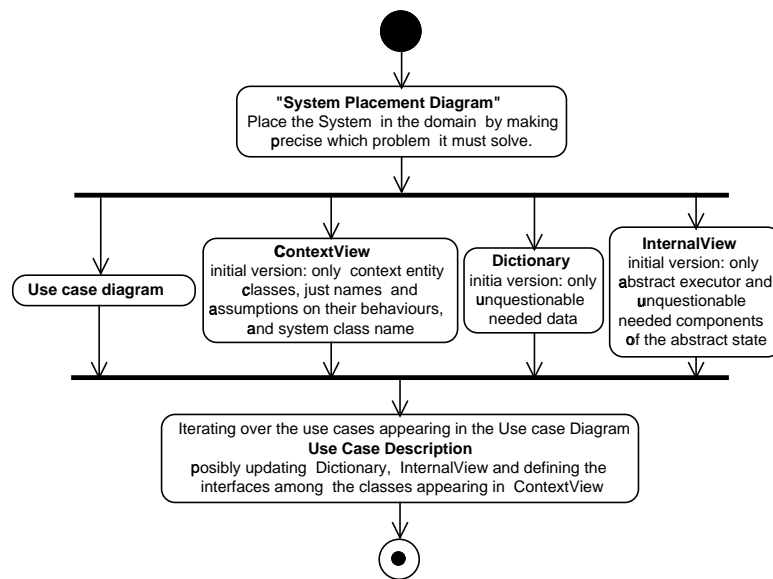 "System Placement Diagram"
Place the System in the domain by making
precise which problem it must solve.
Use case diagram
ContextView
initial version: only context entity
classes, just names and
assumptions on their behaviours,
and system class name
Dictionary
initia version: only
unquestionable
needed data
InternalView
initial version: only
abstract executor and
unquestionable
needed components
of the abstract state
Iterating over the use cases appearing in the Use case Diagram
Use Case Description
posibly updating Dictionary, InternalView and defining the
interfaces among the classes appearing in ContextView